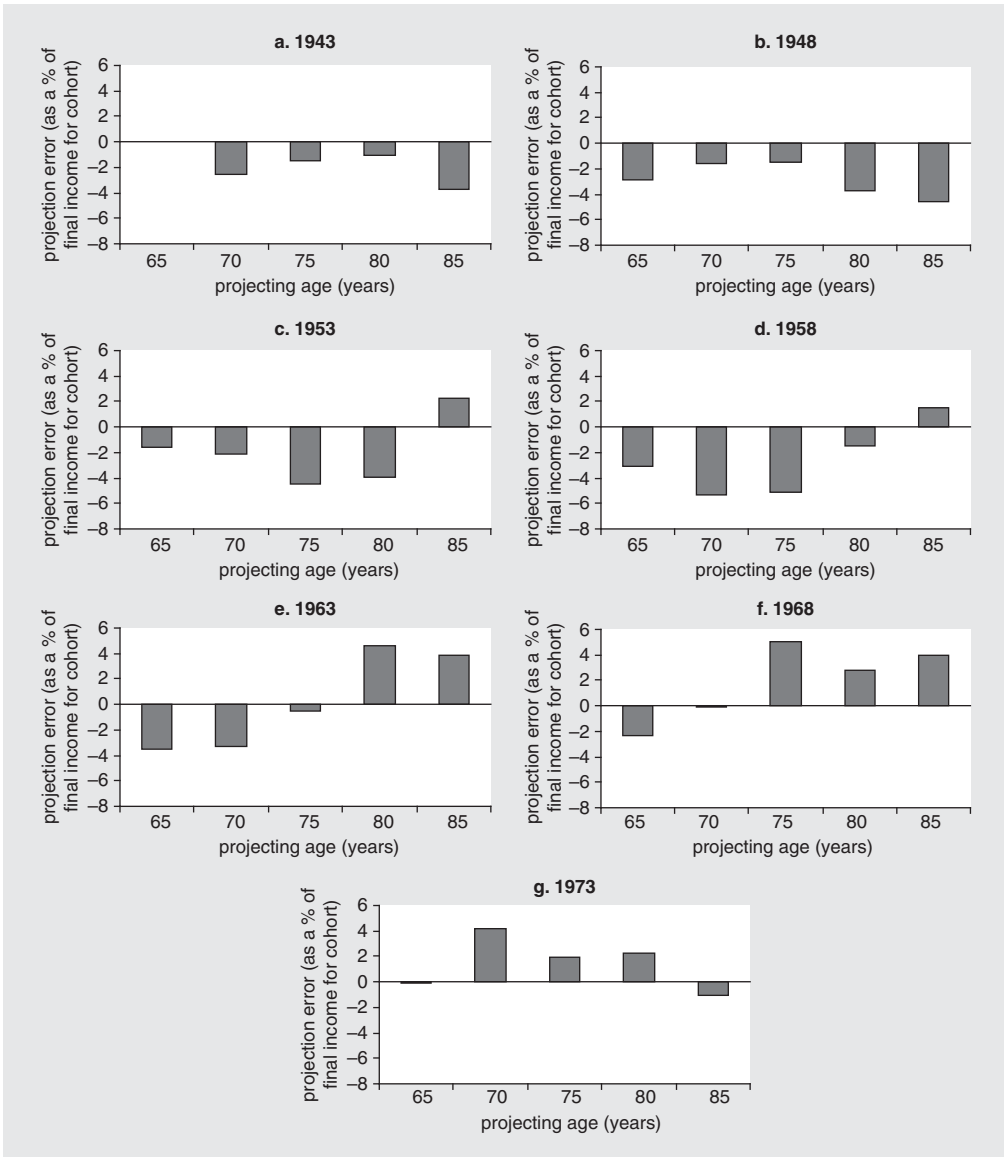 a. 1943
projection error (as a % of
final income for cohort)
6
4
2
0
–2
–4
–6
–8
65 70 75 80 85
projecting age (years)
b. 1948
projection error (as a % of
final income for cohort)
6
4
2
0
–2
–4
–6
–8
65 70 75 80 85
projecting age (years)
c. 1953
projection error (as a % of
final income for cohort)
6
4
2
0
–2
–4
–6
–8
65 70 75 80 85
projecting age (years)
d. 1958
projection error (as a % of
final income for cohort)
6
4
2
0
–2
–4
–6
–8
65 70 75 80 85
projecting age (years)
e. 1963
projection error (as a % of
final income for cohort)
6
4
2
0
–2
–4
–6
–8
65 70 75 80 85
projecting age (years)
f. 1968
projection error (as a % of
final income for cohort)
6
4
2
0
–2
–4
–6
–8
65 70 75 80 85
projecting age (years)
g. 1973
projection error (as a % of
final income for cohort)
6
4
2
0
–2
–4
–6
–8
65 70 75 80 85
projecting age (years)